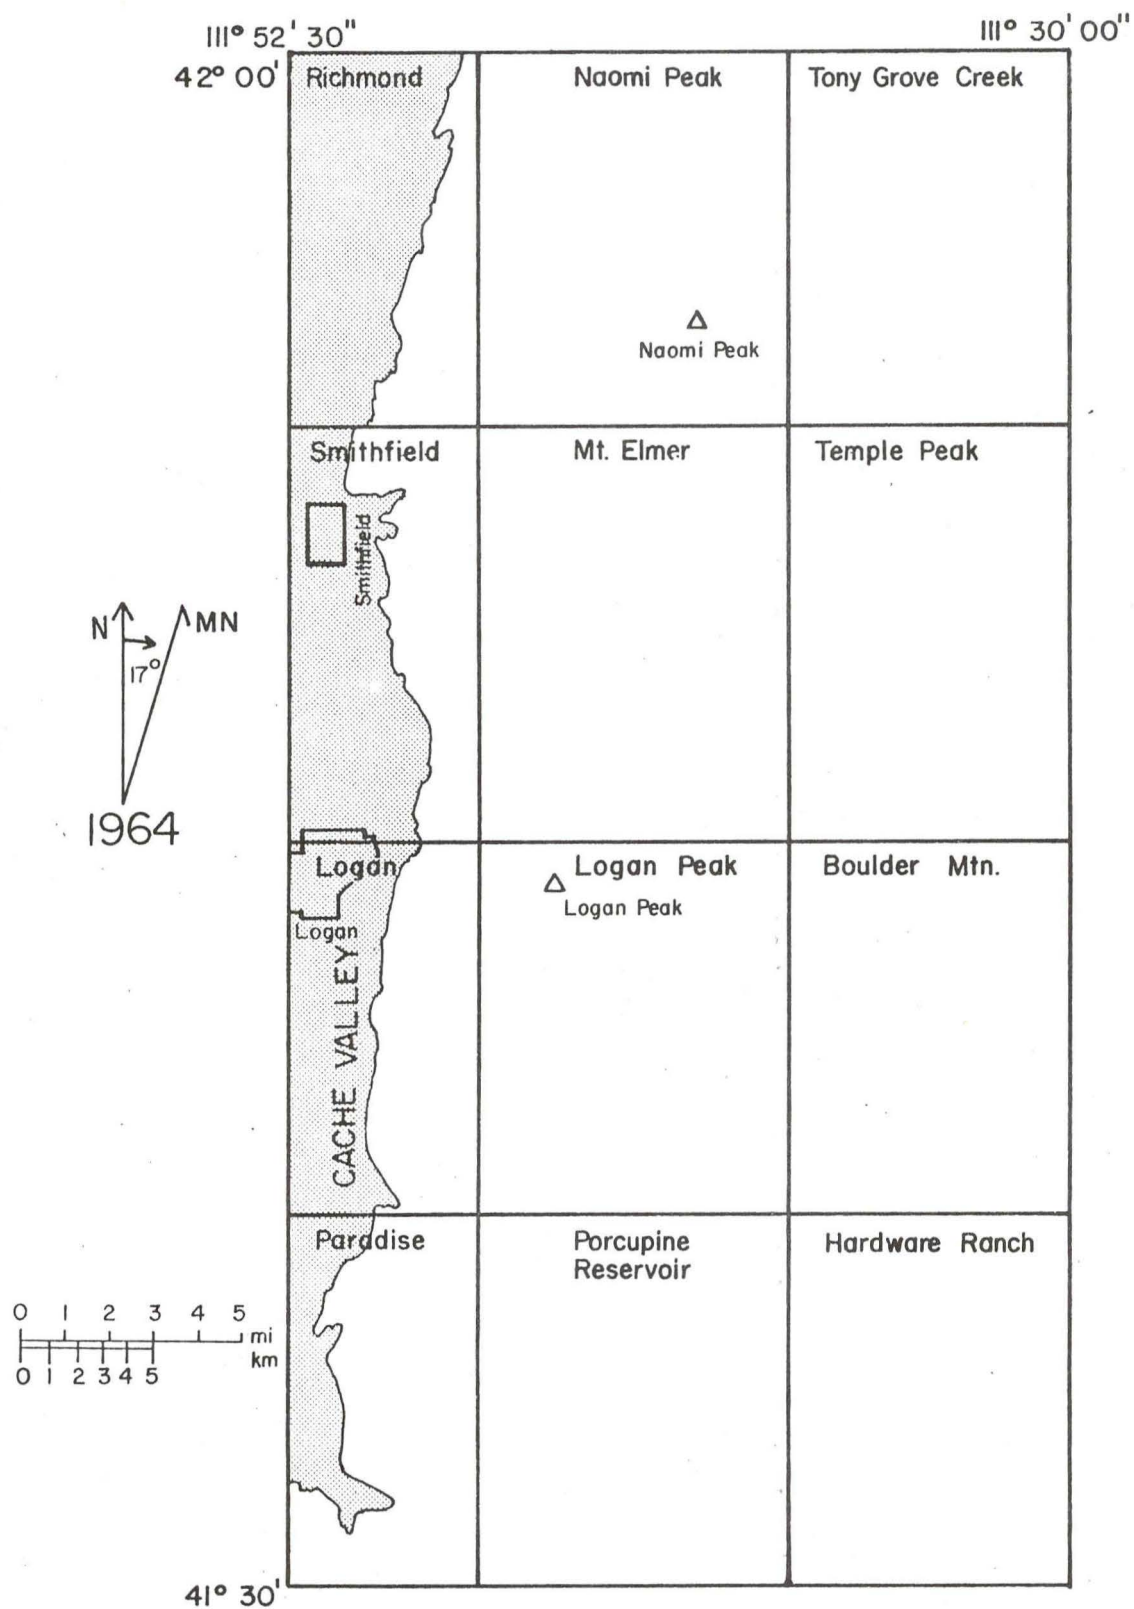 111° 52' 30"
111° 30' 00"
42° 00'
Richmond
Naomi Peak
Tony Grove Creek
Naomi Peak
Smithfield
Mt. Elmer
Temple Peak
Smithfield
N
MN
17°
1964
Logan
Logan Peak
Boulder Mtn.
Logan Peak
Logan
CACHE VALLEY
Paradise
Porcupine
Reservoir
Hardware Ranch
0 1 2 3 4 5
mi
km
0 1 2 3 4 5
41° 30'